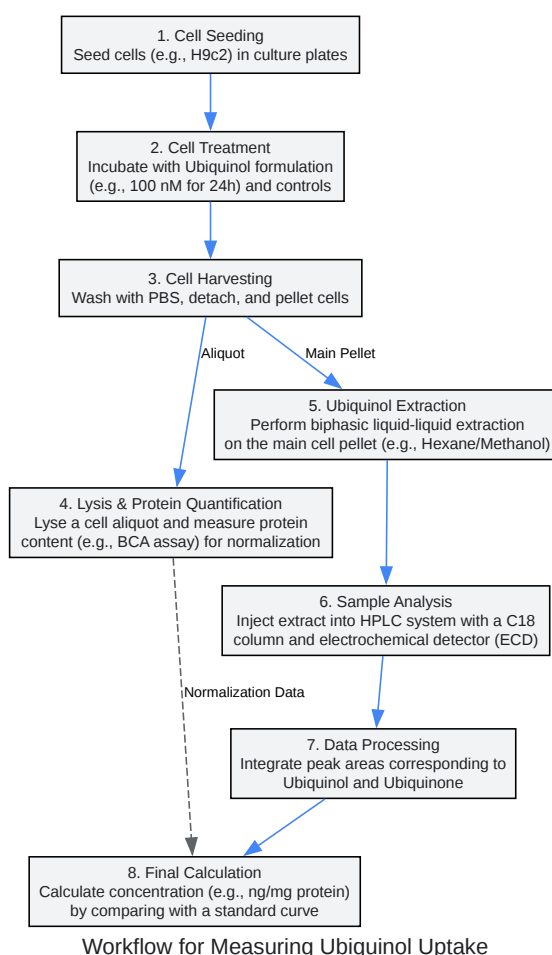 1. Cell Seeding
Seed cells (e.g., H9c2) in culture plates
2. Cell Treatment
Incubate with Ubiquinol formulation
(e.g., 100 nM for 24h) and controls
3. Cell Harvesting
Wash with PBS, detach, and pellet cells
Aliquot
Main Pellet
5. Ubiquinol Extraction
Perform biphasic liquid-liquid extraction
on the main cell pellet (e.g., Hexane/Methanol)
4. Lysis & Protein Quantification
Lyse a cell aliquot and measure protein
content (e.g., BCA assay) for normalization
6. Sample Analysis
Inject extract into HPLC system with a C18
column and electrochemical detector (ECD)
Normalization Data
7. Data Processing
Integrate peak areas corresponding to
Ubiquinol and Ubiquinone
8. Final Calculation
Calculate concentration (e.g., ng/mg protein)
by comparing with a standard curve
Workflow for Measuring Ubiquinol Uptake